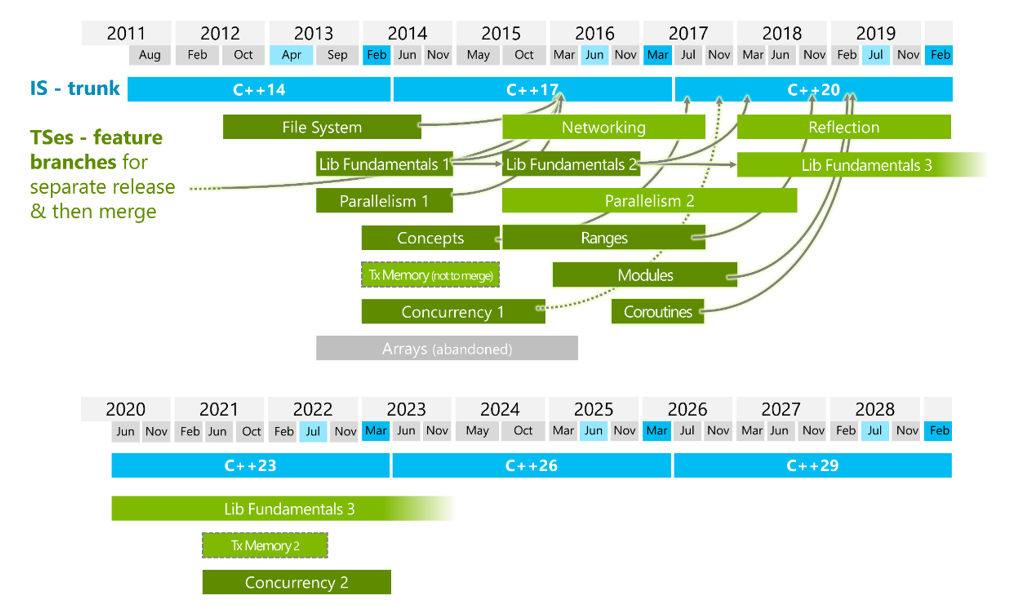 2011 2012 2013 2014 2015 2016 2017 2018 2019
Aug Feb Oct Apr Sep Feb Jun Nov May Oct Mar Jun Nov Mar Jul Nov Mar Jun Nov Feb Jul Nov Feb
IS - trunk C++14 C++17 C++20
TSes - feature
branches for
separate release
& then merge
File System Networking Reflection
Lib Fundamentals 1 Lib Fundamentals 2 Lib Fundamentals 3
Parallelism 1 Parallelism 2
Concepts Ranges
Tx Memory (not to merge) Modules
Concurrency 1 Coroutines
Arrays (abandoned)
2020 2021 2022 2023 2024 2025 2026 2027 2028
Jun Nov Feb Jun Oct Feb Jul Nov Mar Jun Nov May Oct Mar Jun Nov Mar Jul Nov Mar Jun Nov Feb Jul Nov Feb
C++23 C++26 C++29
Lib Fundamentals 3
Tx Memory 2
Concurrency 2